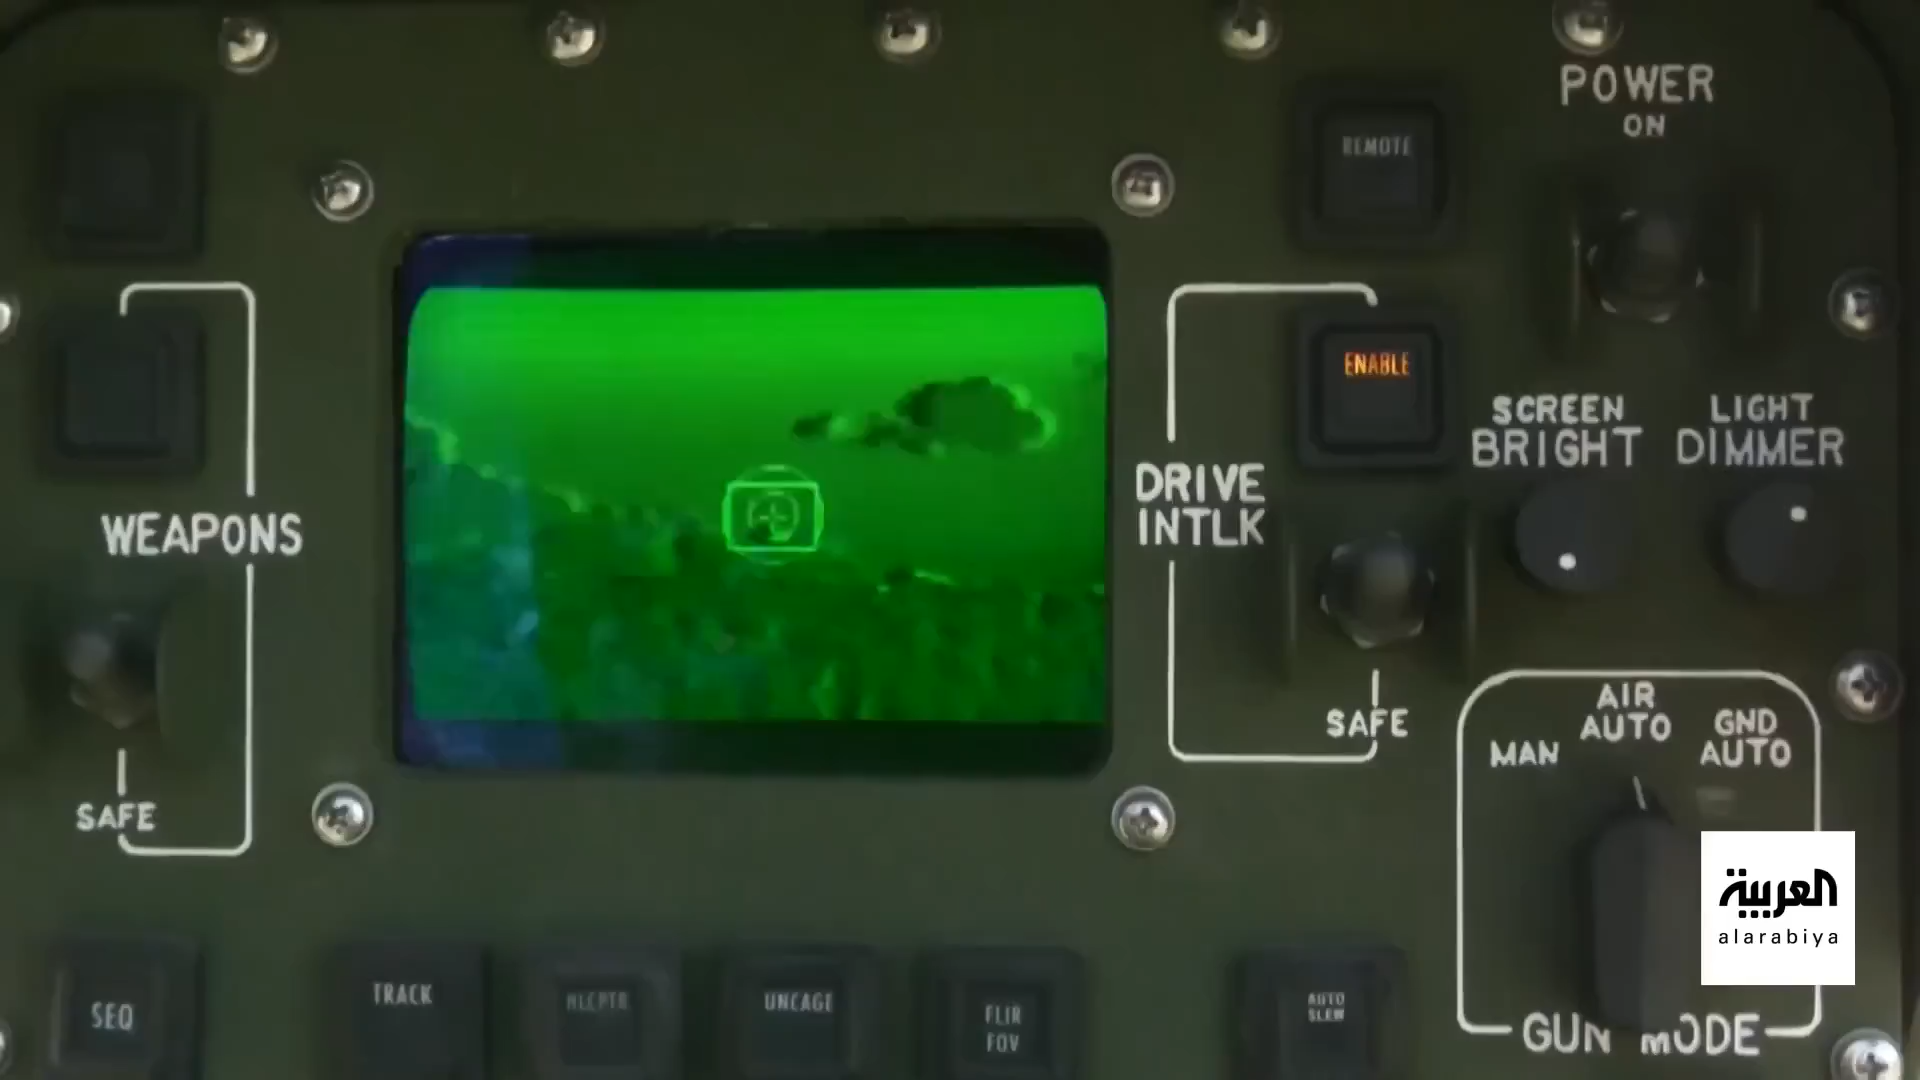 POWER
ON
REMOTE
ENABLE
SCREEN
BRIGHT
LIGHT
DIMMER
WEAPONS
DRIVE
INTLK
SAFE
SAFE
MAN
AIR
AUTO
GND
AUTO
GUN MODE
SEQ
TRACK
HLCPTR
UNCAGE
FLIR
FOV
AUTO
SLEW
العربية
alarabiya